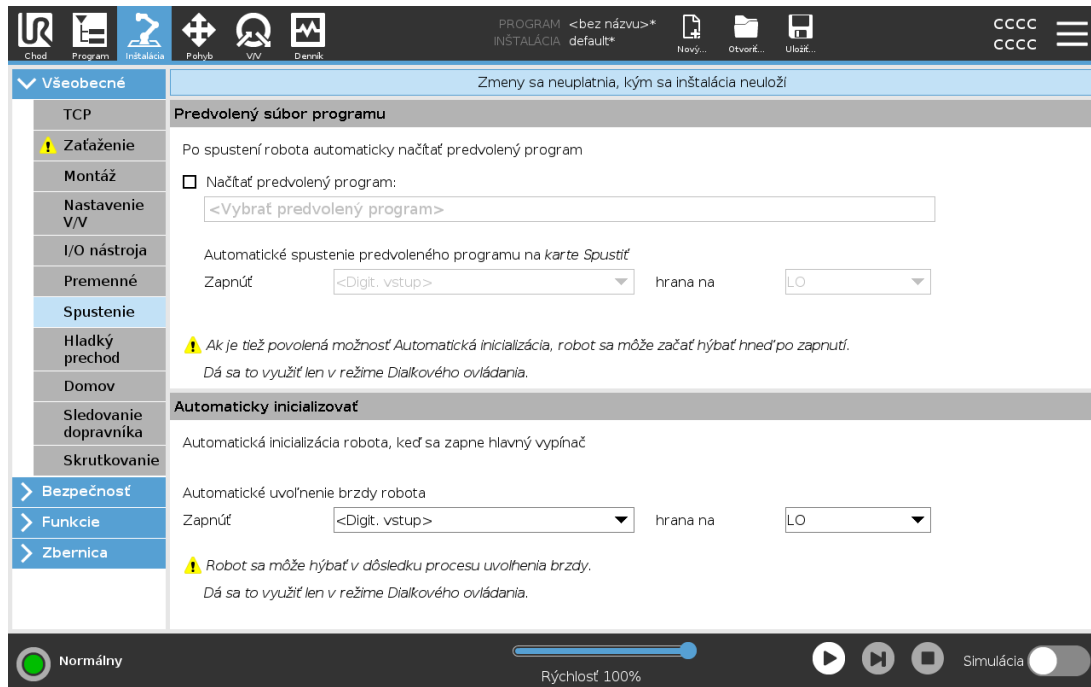 PROGRAM <bez názvu>*
INŠTALÁCIA default*
Chod Program Inštalácia Pohyb V/V Denník
Nový... Otvoriť... Uložiť...
CCCC
CCCC
Všeobecné
TCP
Zaťaženie
Montáž
Nastavenie
V/V
I/O nástroja
Premenné
Spustenie
Hladký
prechod
Domov
Sledovanie
dopravníka
Skrutkovanie
Bezpečnosť
Funkcie
Zbernica
Zmeny sa neuplatnia, kým sa inštalácia neuloží
Predvolený súbor programu
Po spustení robota automaticky načítať predvolený program
Načítať predvolený program:
<Vybrať predvolený program>
Automatické spustenie predvoleného programu na karte Spustiť
Zapnúť <Digit. vstup> hrana na LO
Ak je tiež povolená možnosť Automatická inicializácia, robot sa môže začať hýbať hneď po zapnutí.
Dá sa to využiť len v režime Diaľkového ovládania.
Automaticky inicializovať
Automatická inicializácia robota, keď sa zapne hlavný vypínač
Automatické uvoľnenie brzdy robota
Zapnúť <Digit. vstup> hrana na LO
Robot sa môže hýbať v dôsledku procesu uvoľnenia brzdy.
Dá sa to využiť len v režime Diaľkového ovládania.
Normálny
Rýchlosť 100%
Simulácia